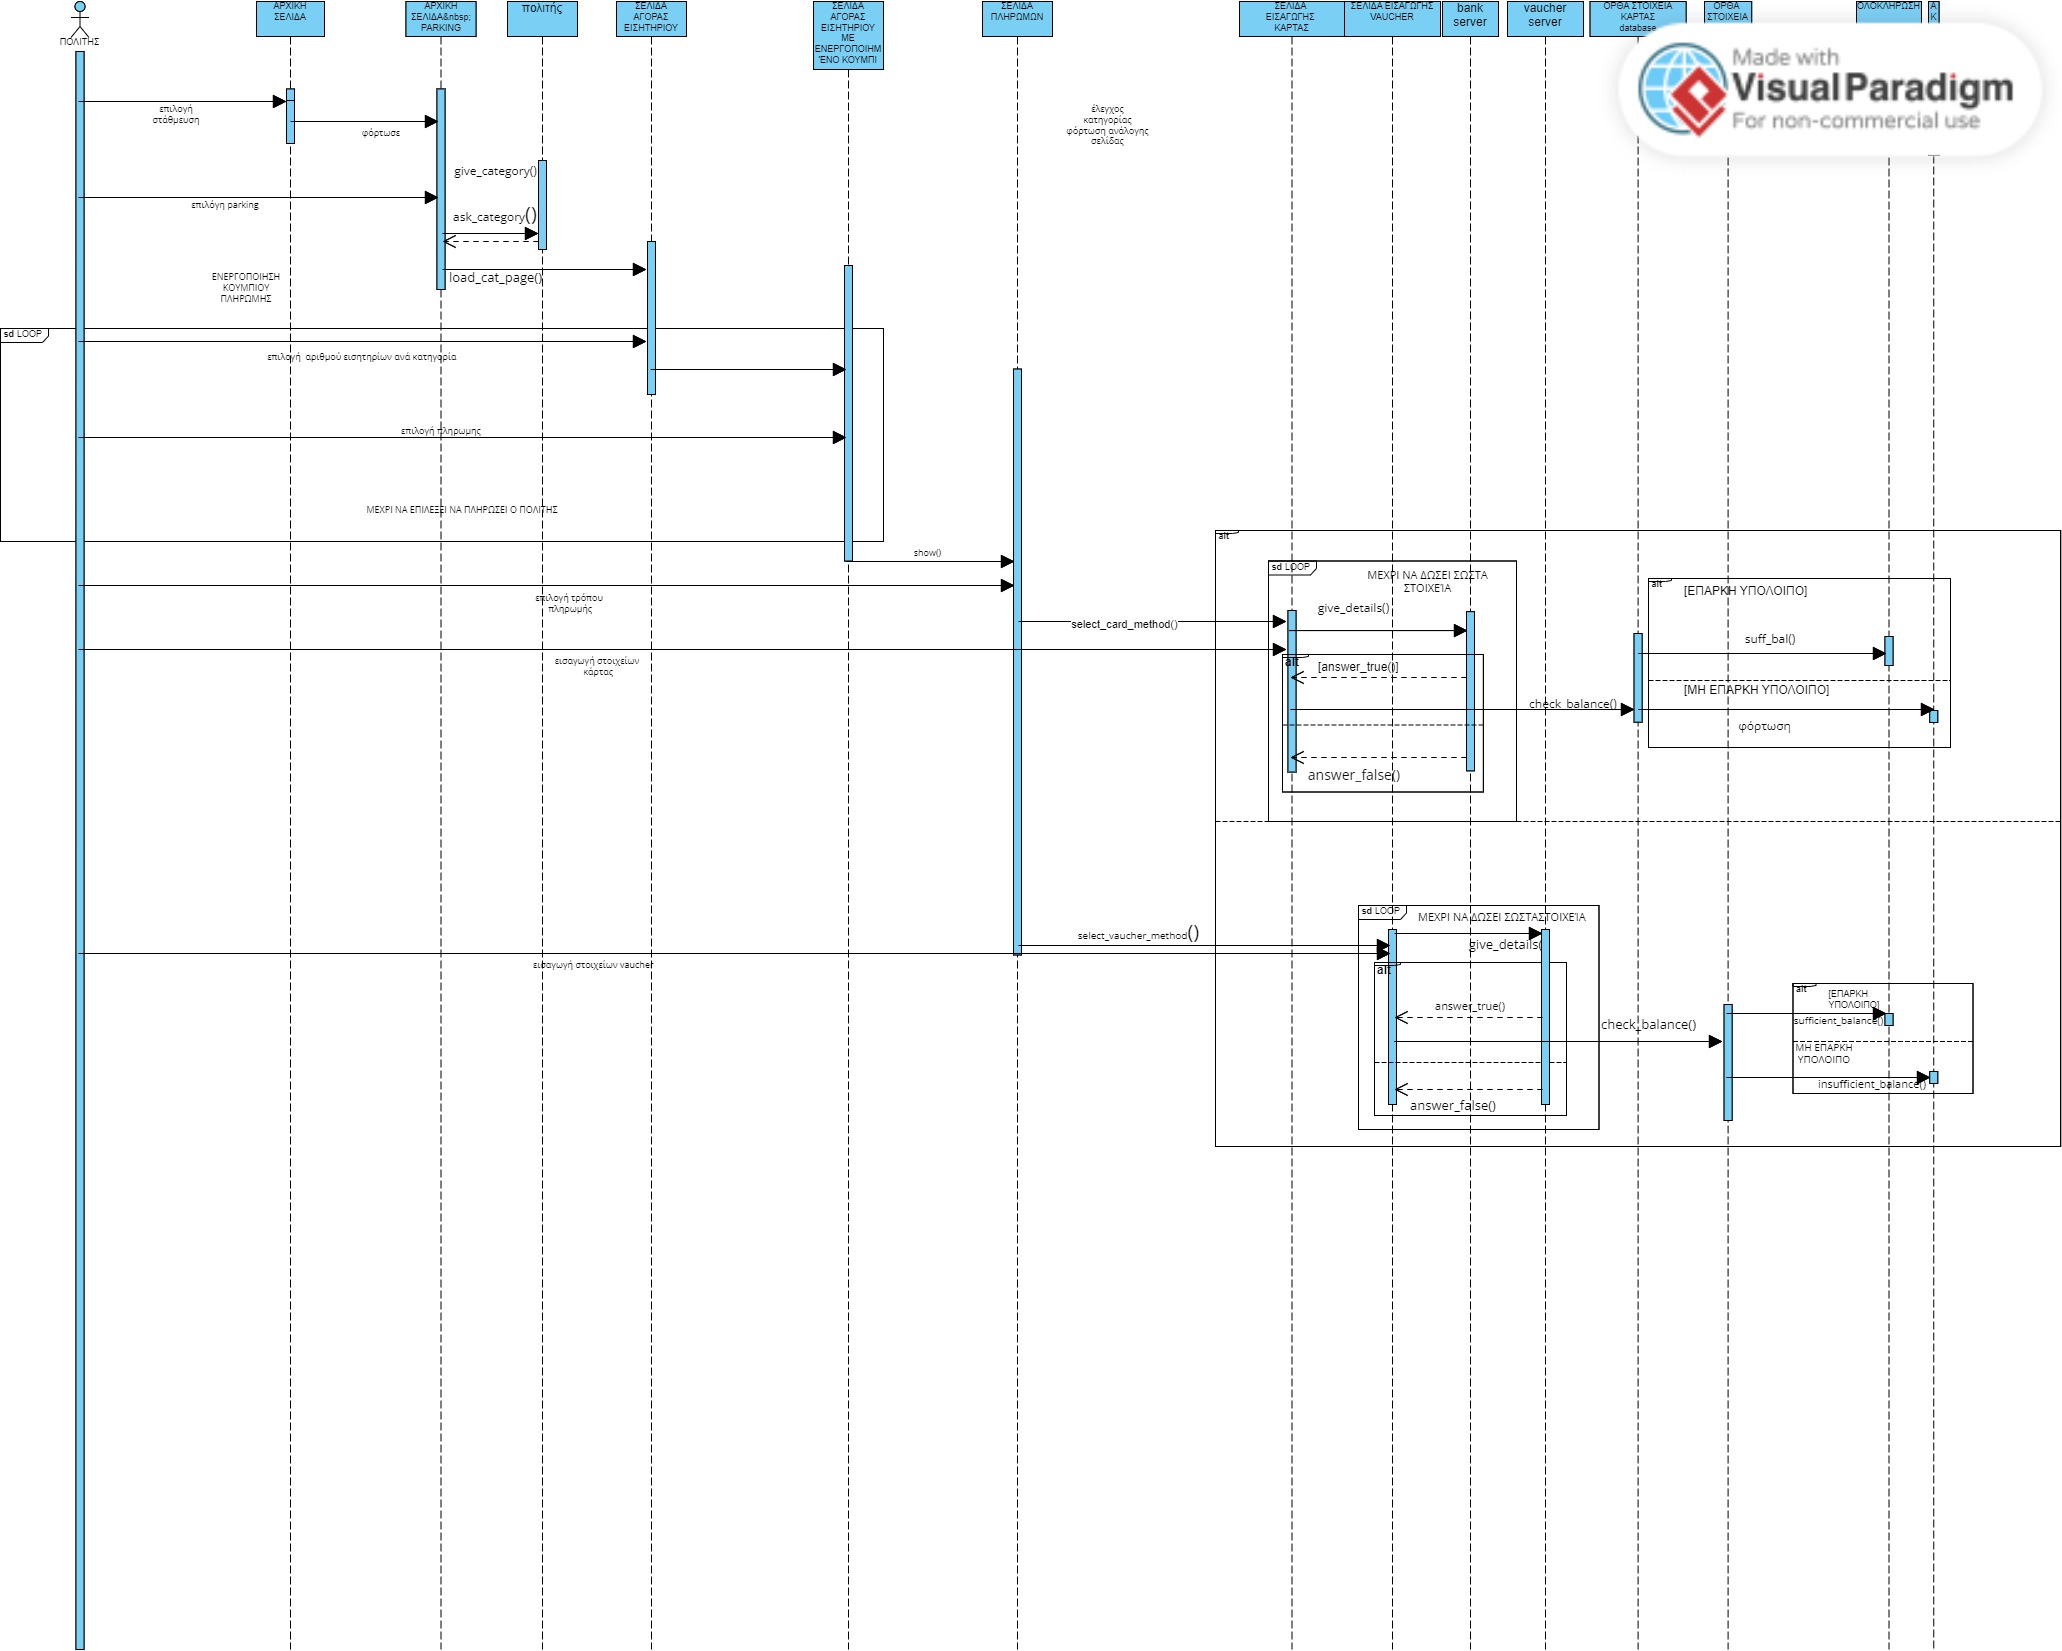 ΠΟΛΙΤΗΣ
ΑΡΧΙΚΗ
ΣΕΛΙΔΑ
ΑΡΧΙΚΗ
ΣΕΛΙΔΑ&nbsp;
PARKING
πολιτής
ΣΕΛΙΔΑ
ΑΓΟΡΑΣ
ΕΙΣΗΤΗΡΙΟΥ
ΣΕΛΙΔΑ
ΑΓΟΡΑΣ
ΕΙΣΗΤΗΡΙΟΥ
ΜΕ
ΕΝΕΡΓΟΠΟΙΗΜ
ΈΝΟ ΚΟΥΜΠΙ
ΣΕΛΙΔΑ
ΠΛΗΡΩΜΩΝ
ΣΕΛΙΔΑ
ΕΙΣΑΓΩΓΗΣ
ΚΑΡΤΑΣ
ΣΕΛΙΔΑ ΕΙΣΑΓΩΓΗΣ
VAUCHER
bank
server
vaucher
server
ΟΡΘΑ ΣΤΟΙΧΕΙΑ
ΚΑΡΤΑΣ
database
ΟΡΘΑ
ΣΤΟΙΧΕΙΑ
ΟΛΟΚΛΗΡΩΣΗ
Α
Κ
Made with
Visual Paradigm
For non-commercial use
επιλογή
στάθμευση
φόρτωσε
έλεγχος
κατηγορίας
φόρτωση ανάλογης
σελίδας
give_category()
επιλόγη parking
ask_category()
load_cat_page()
ΕΝΕΡΓΟΠΟΙΗΣΗ
ΚΟΥΜΠΙΟΥ
ΠΛΗΡΩΜΗΣ
sd LOOP
επιλογή αριθμού εισητηρίων ανά κατηγορία
επιλογή πληρωμης
ΜΕΧΡΙ ΝΑ ΕΠΙΛΕΞΕΙ ΝΑ ΠΛΗΡΩΣΕΙ Ο ΠΟΛΙΤΗΣ
show()
επιλογή τρόπου
πληρωμής
alt
sd LOOP
ΜΕΧΡΙ ΝΑ ΔΩΣΕΙ ΣΩΣΤΑ
ΣΤΟΙΧΕΊΑ
give_details()
select_card_method()
εισαγωγή στοιχείων
κάρτας
alt
[answer_true()]
check_balance()
answer_false()
alt
[ΕΠΑΡΚΗ ΥΠΟΛΟΙΠΟ]
suff_bal()
[ΜΗ ΕΠΑΡΚΗ ΥΠΟΛΟΙΠΟ]
φόρτωση
sd LOOP
ΜΕΧΡΙ ΝΑ ΔΩΣΕΙ ΣΩΣΤΑΣΤΟΙΧΕΊΑ
select_vaucher_method()
give_details(
εισαγωγή στοιχείων vaucher
alt
answer_true()
check_balance()
answer_false()
alt
[ΕΠΑΡΚΗ
ΥΠΟΛΟΙΠΟ]
sufficient_balance()
ΜΗ ΕΠΑΡΚΗ
ΥΠΟΛΟΙΠΟ
insufficient_balance()